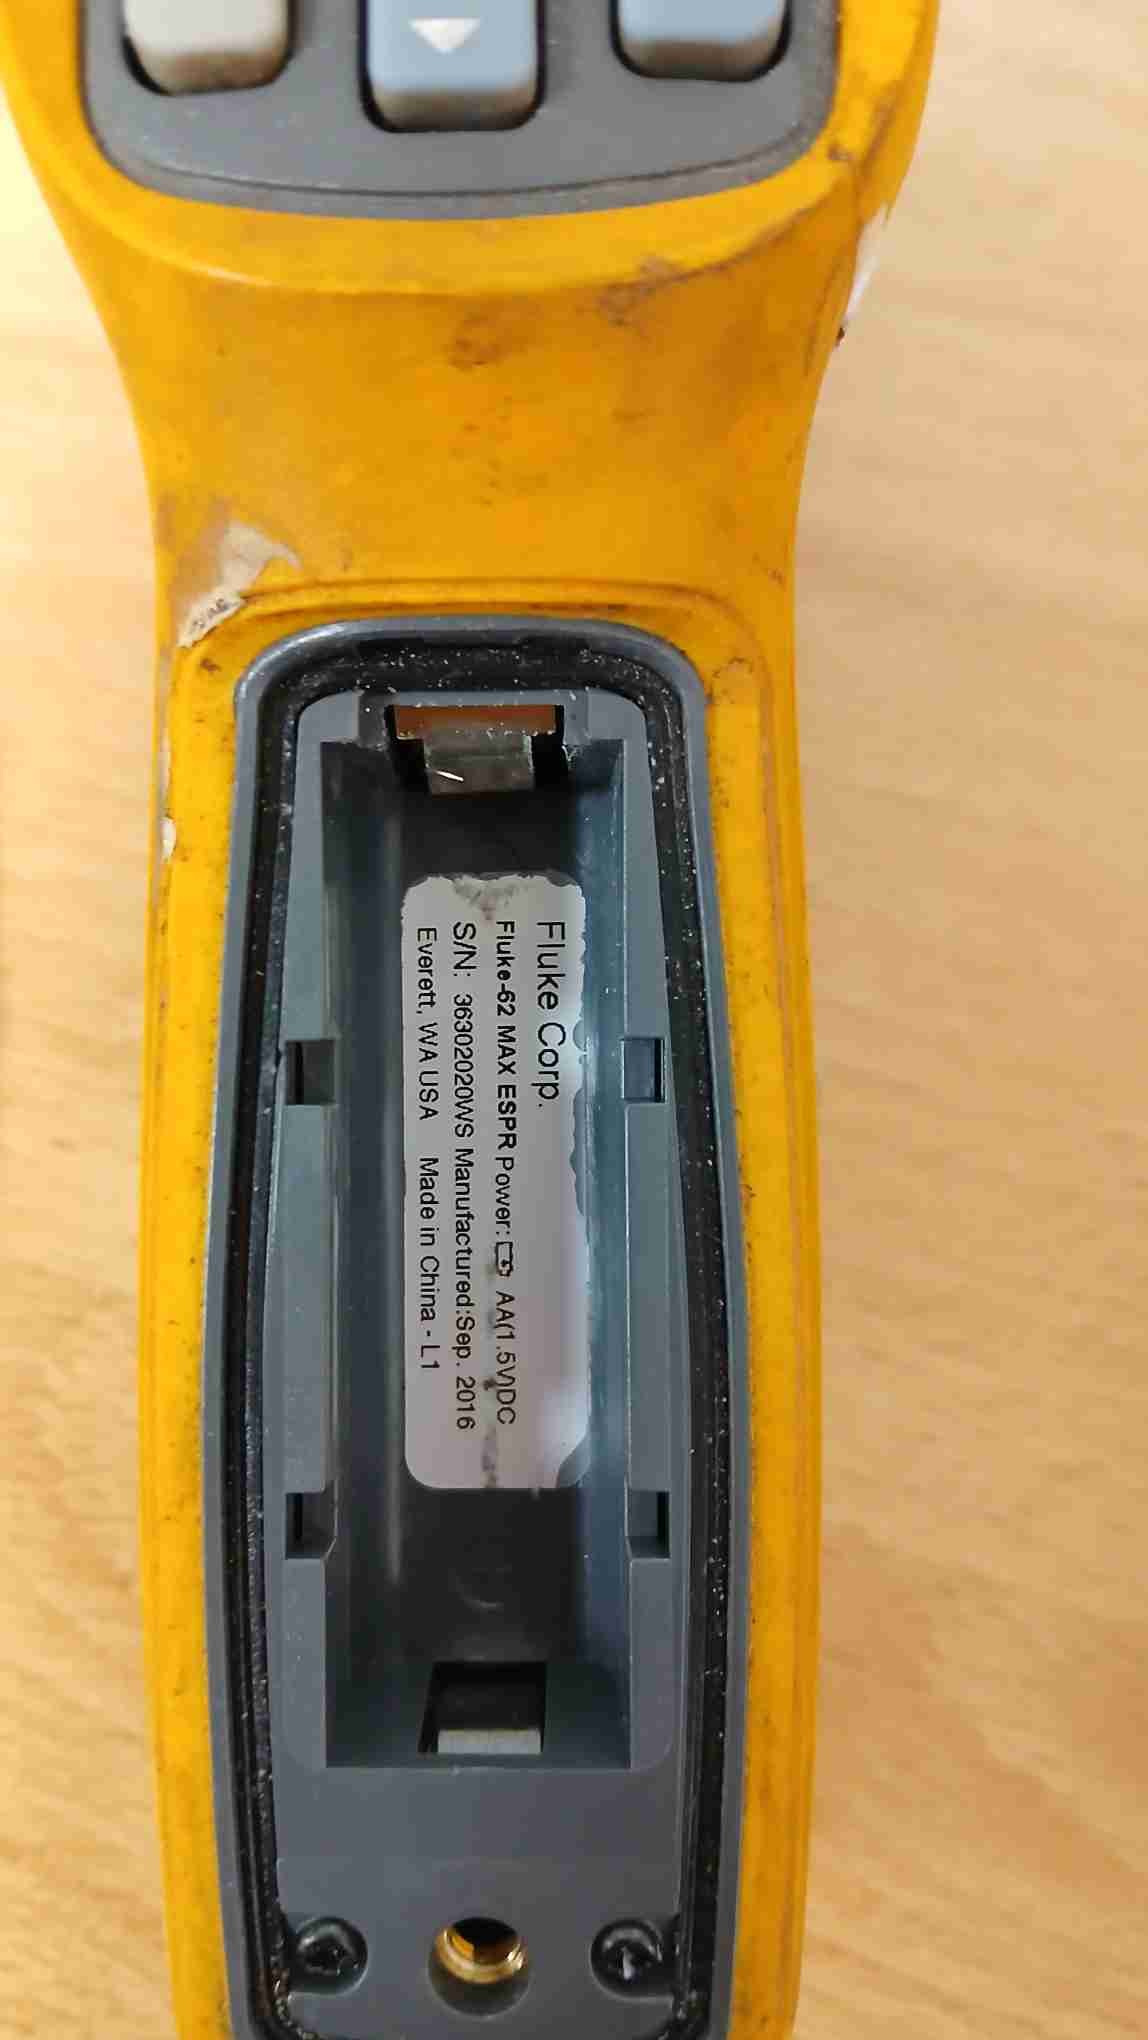 Fluke Corp.
Fluke-62 MAX ESPR Power: AA(1.5V)DC
S/N: 36302020WS Manufactured:Sep. 2016
Everett, WA USA Made in China - L1